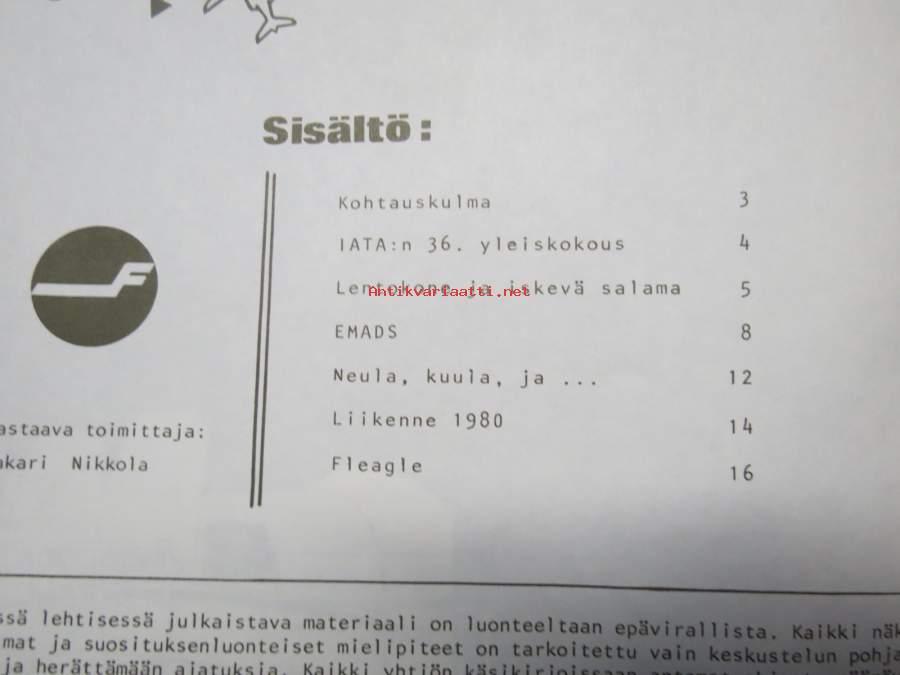 Sisältö:
Kohtauskulma 3
IATA:n 36. yleiskokous 4
Lentokone ja iskevä salama 5
Antikvariaatti.net
EMADS 8
Neula, kuula, ja ... 12
Liikenne 1980 14
Fleagle 16
F
astaava toimittaja:
akari Nikkola
ssä lehtisessä julkaistava materiaali on luonteeltaan epävirallista. Kaikki näk
mat ja suosituksenluonteiset mielipiteet on tarkoitettu vain keskustelun pohja
ja herättämään ajatuksia. Kaikki yhtiön